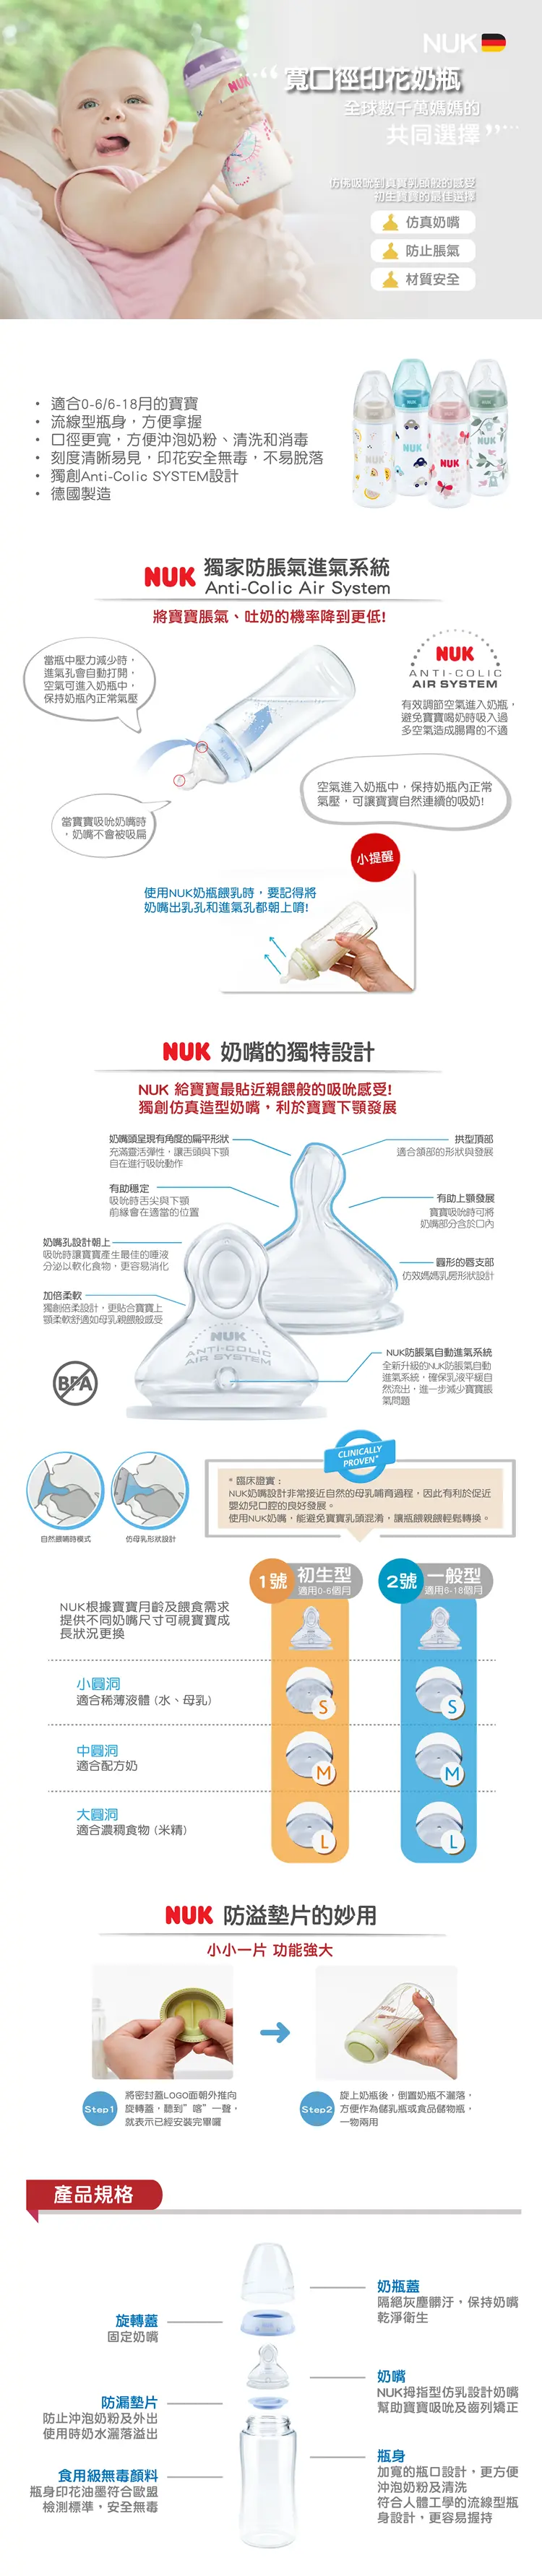 NUK
“ 寬口徑印花奶瓶
全球數千萬媽媽的
共同選擇 ”
仿佛吸吮到真實乳頭般的感受
初生寶寶的最佳選擇
仿真奶嘴
防止脹氣
材質安全
• 適合0-6/6-18月的寶寶
• 流線型瓶身，方便掌握
• 口徑更寬，方便沖泡奶粉、清洗和消毒
• 刻度清晰易見，印花安全無毒，不易脫落
• 獨創Anti-Colic SYSTEM設計
• 德國製造
NUK 獨家防脹氣進氣系統
Anti-Colic Air System
將寶寶脹氣、吐奶的機率降到更低!
當瓶中壓力減少時，
進氣孔會自動打開，
空氣可進入奶瓶中，
保持奶瓶內正常氣壓
NUK
ANTI-COLIC
AIR SYSTEM
有效調節空氣進入奶瓶，
避免寶寶喝奶時吸入過
多空氣造成腸胃的不適
空氣進入奶瓶中，保持奶瓶內正常
氣壓，可讓寶寶自然連續的吸奶!
當寶寶吸吮奶嘴時
，奶嘴不會被吸扁
小提醒
使用NUK奶瓶餵乳時，要記得將
奶嘴出乳孔和進氣孔都朝上唷!
NUK 奶嘴的獨特設計
NUK 給寶寶最貼近親餵般的吸吮感受!
獨創仿真造型奶嘴，利於寶寶下顎發展
奶嘴頭呈現有角度的扁平形狀
充滿靈活彈性，讓舌頭與下顎
自在進行吸吮動作
拱型頂部
適合頜部的形狀與發展
有助穩定
吸吮時舌尖與下顎
前緣會在適當的位置
有助上顎發展
寶寶吸吮時可將
奶嘴部分含於口內
奶嘴孔設計朝上
吸吮時讓寶寶產生最佳的唾液
分泌以軟化食物，更容易消化
圓形的唇支部
仿效媽媽乳房形狀設計
加倍柔軟
獨創倍柔設計，更貼合寶寶上
顎柔軟舒適如母乳親餵般感受
NUK
ANTI-COLIC
AIR SYSTEM
NUK防脹氣自動進氣系統
全新升級的NUK防脹氣自動
進氣系統，確保乳液平緩自
然流出，進一步減少寶寶脹
氣問題
BPA
CLINICALLY
PROVEN*
* 臨床證實：
NUK奶嘴設計非常接近自然的母乳哺育過程，因此有利於促近
嬰幼兒口腔的良好發展。
使用NUK奶嘴，能避免寶寶乳頭混淆，讓瓶餵親餵輕鬆轉換。
自然餵哺時模式
仿母乳形狀設計
1號 初生型
適用0-6個月
2號 一般型
適用6-18個月
NUK根據寶寶月齡及餵食需求
提供不同奶嘴尺寸可視寶寶成
長狀況更換
小圓洞
適合稀薄液體 (水、母乳)
S
S
中圓洞
適合配方奶
M
M
大圓洞
適合濃稠食物 (米精)
L
L
NUK 防溢墊片的妙用
小小一片 功能強大
Step1
將密封蓋LOGO面朝外推向
旋轉蓋，聽到”喀”一聲，
就表示已經安裝完畢囉
Step2
旋上奶瓶後，倒置奶瓶不灑落，
方便作為儲乳瓶或食品儲物瓶，
一物兩用
產品規格
奶瓶蓋
隔絕灰塵髒汙，保持奶嘴
乾淨衛生
旋轉蓋
固定奶嘴
奶嘴
NUK拇指型仿乳設計奶嘴
幫助寶寶吸吮及齒列矯正
防漏墊片
防止沖泡奶粉及外出
使用時奶水灑落溢出
瓶身
加寬的瓶口設計，更方便
沖泡奶粉及清洗
符合人體工學的流線型瓶
身設計，更容易握持
食用級無毒顏料
瓶身印花油墨符合歐盟
檢測標準，安全無毒